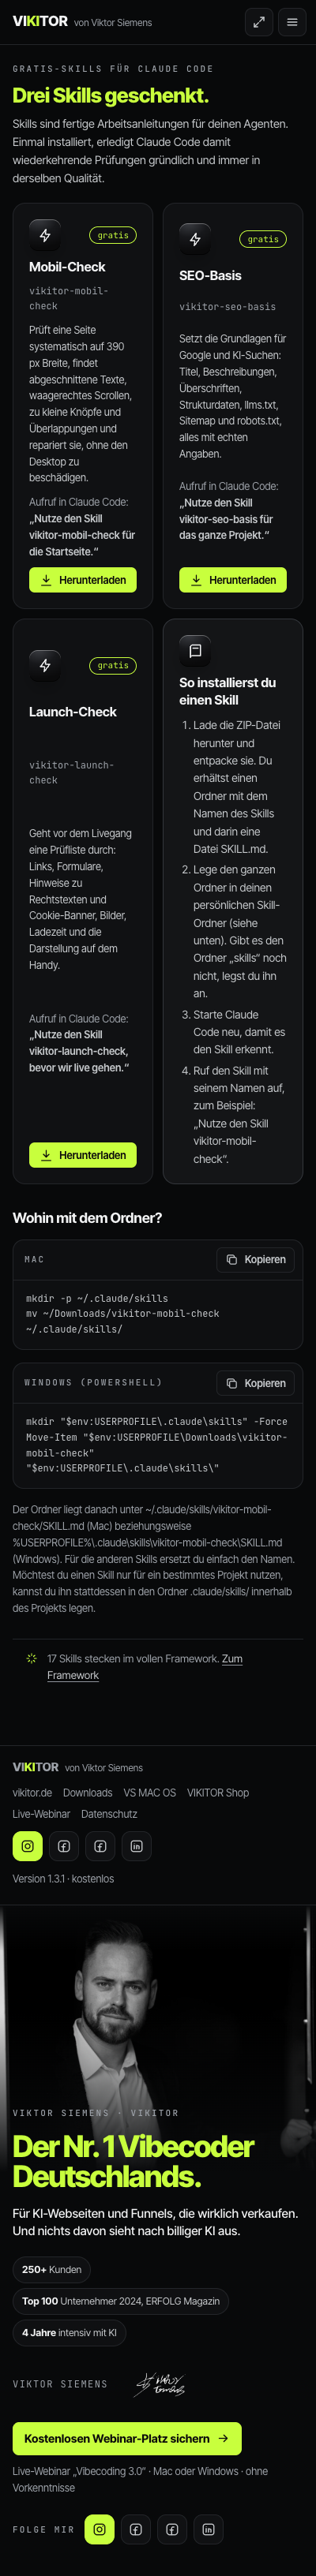 VIKITOR von Viktor Siemens
GRATIS-SKILLS FÜR CLAUDE CODE
Drei Skills geschenkt.
Skills sind fertige Arbeitsanleitungen für deinen Agenten.
Einmal installiert, erledigt Claude Code damit
wiederkehrende Prüfungen gründlich und immer in
derselben Qualität.
gratis
Mobil-Check
vikitor-mobil-
check
Prüft eine Seite
systematisch auf 390
px Breite, findet
abgeschnittene Texte,
waagerechtes Scrollen,
zu kleine Knöpfe und
Überlappungen und
repariert sie, ohne den
Desktop zu
beschädigen.
Aufruf in Claude Code:
„Nutze den Skill
vikitor-mobil-check für
die Startseite.“
Herunterladen
gratis
SEO-Basis
vikitor-seo-basis
Setzt die Grundlagen für
Google und KI-Suchen:
Titel, Beschreibungen,
Überschriften,
Strukturdaten, llms.txt,
Sitemap und robots.txt,
alles mit echten
Angaben.
Aufruf in Claude Code:
„Nutze den Skill
vikitor-seo-basis für
das ganze Projekt.“
Herunterladen
gratis
Launch-Check
vikitor-launch-
check
Geht vor dem Livegang
eine Prüfliste durch:
Links, Formulare,
Hinweise zu
Rechtstexten und
Cookie-Banner, Bilder,
Ladezeit und die
Darstellung auf dem
Handy.
Aufruf in Claude Code:
„Nutze den Skill
vikitor-launch-check,
bevor wir live gehen.“
Herunterladen
So installierst du
einen Skill
1. Lade die ZIP-Datei
herunter und
entpacke sie. Du
erhältst einen
Ordner mit dem
Namen des Skills
und darin eine
Datei SKILL.md.
2. Lege den ganzen
Ordner in deinen
persönlichen Skill-
Ordner (siehe
unten). Gibt es den
Ordner „skills“ noch
nicht, legst du ihn
an.
3. Starte Claude
Code neu, damit es
den Skill erkennt.
4. Ruf den Skill mit
seinem Namen auf,
zum Beispiel:
„Nutze den Skill
vikitor-mobil-
check“.
Wohin mit dem Ordner?
MAC
Kopieren
mkdir -p ~/.claude/skills
mv ~/Downloads/vikitor-mobil-check
~/.claude/skills/
WINDOWS (POWERSHELL)
Kopieren
mkdir "$env:USERPROFILE\.claude\skills" -Force
Move-Item "$env:USERPROFILE\Downloads\vikitor-
mobil-check"
"$env:USERPROFILE\.claude\skills\"
Der Ordner liegt danach unter ~/.claude/skills/vikitor-mobil-
check/SKILL.md (Mac) beziehungsweise
%USERPROFILE%\.claude\skills\vikitor-mobil-check\SKILL.md
(Windows). Für die anderen Skills ersetzt du einfach den Namen.
Möchtest du einen Skill nur für ein bestimmtes Projekt nutzen,
kannst du ihn stattdessen in den Ordner .claude/skills/ innerhalb
des Projekts legen.
17 Skills stecken im vollen Framework. Zum
Framework
VIKITOR von Viktor Siemens
vikitor.de Downloads VS MAC OS VIKITOR Shop
Live-Webinar Datenschutz
Version 1.3.1 · kostenlos
VIKTOR SIEMENS · VIKITOR
Der Nr. 1 Vibecoder
Deutschlands.
Für KI-Webseiten und Funnels, die wirklich verkaufen.
Und nichts davon sieht nach billiger KI aus.
250+ Kunden
Top 100 Unternehmer 2024, ERFOLG Magazin
4 Jahre intensiv mit KI
VIKTOR SIEMENS
Kostenlosen Webinar-Platz sichern
Live-Webinar „Vibecoding 3.0“ · Mac oder Windows · ohne
Vorkenntnisse
FOLGE MIR